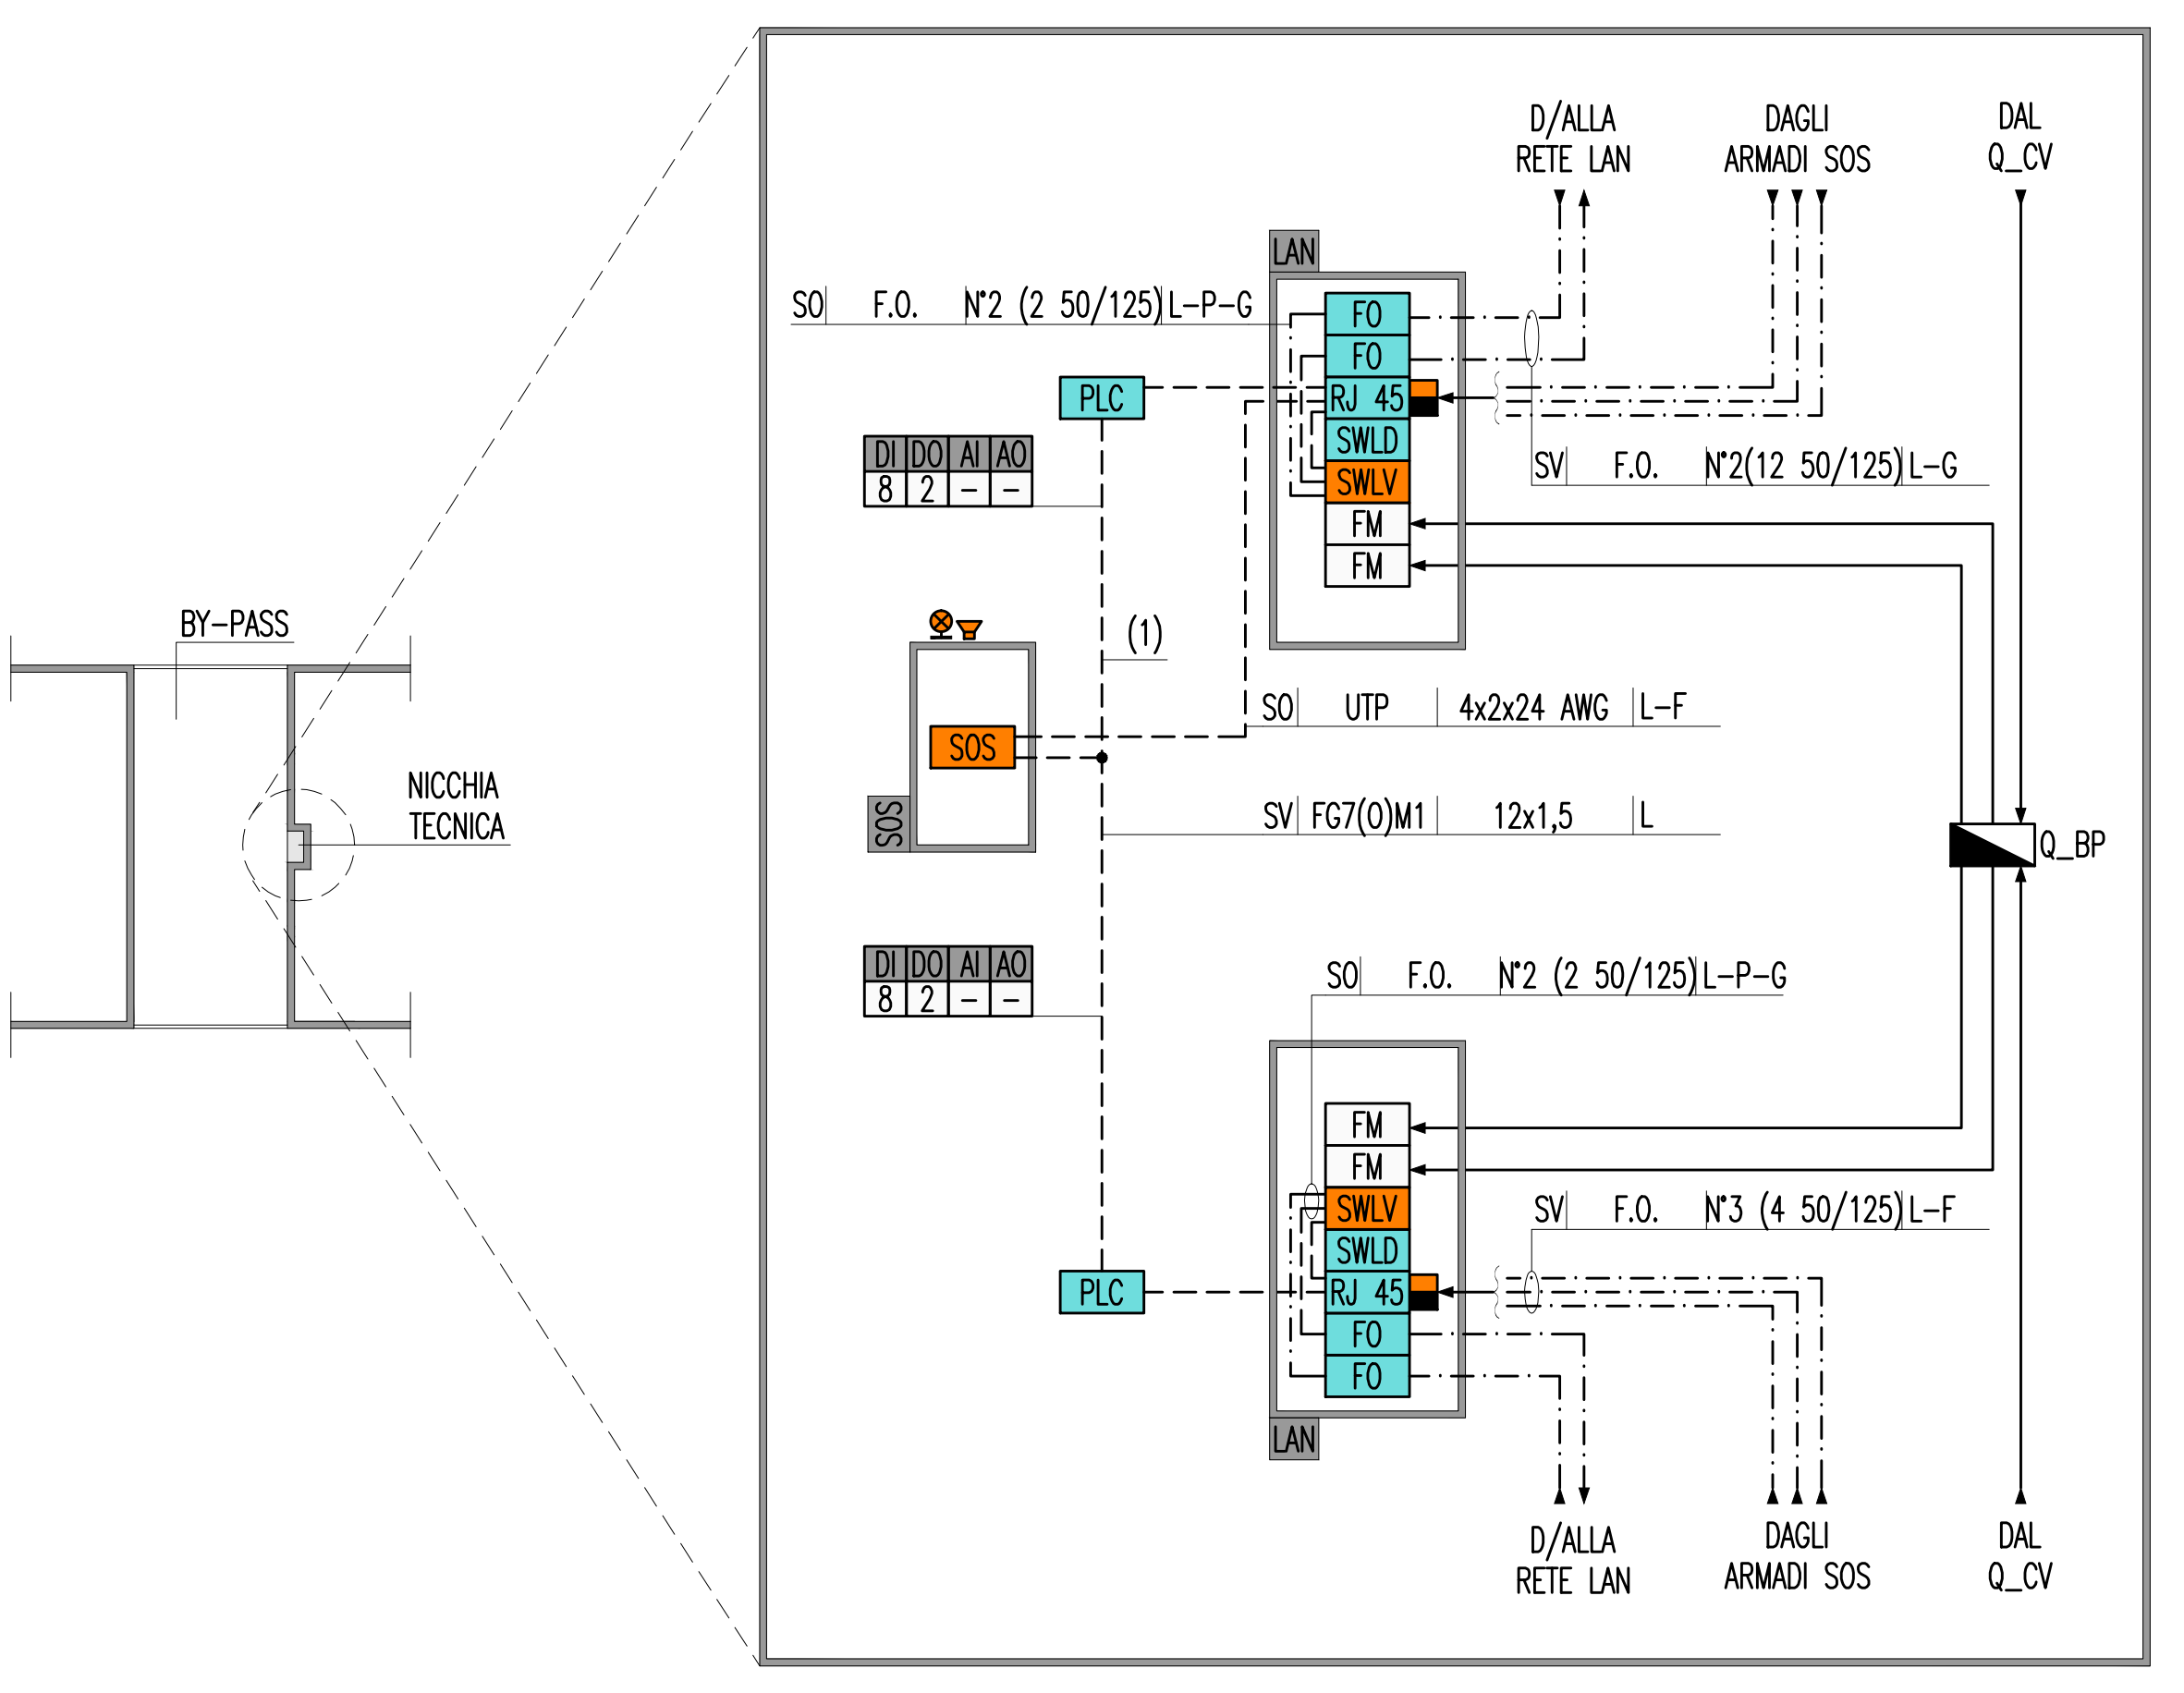 D/ALLA
RETE LAN
DAGLI
ARMADI SOS
DAL
Q_CV
LAN
SO F.O. N°2 (2 50/125) L-P-G
FO
FO
RJ 45
SWLD
SWLV
FM
FM
PLC
DI DO AI AO
8 2 - -
SV F.O. N°2(12 50/125) L-G
BY-PASS
(1)
SO UTP 4x2x24 AWG L-F
SOS
SOS
NICCHIA
TECNICA
SV FG7(O)M1 12x1,5 L
Q_BP
DI DO AI AO
8 2 - -
SO F.O. N°2 (2 50/125) L-P-G
FM
FM
SWLV
SWLD
RJ 45
FO
FO
SV F.O. N°3 (4 50/125) L-F
PLC
LAN
D/ALLA
RETE LAN
DAGLI
ARMADI SOS
DAL
Q_CV